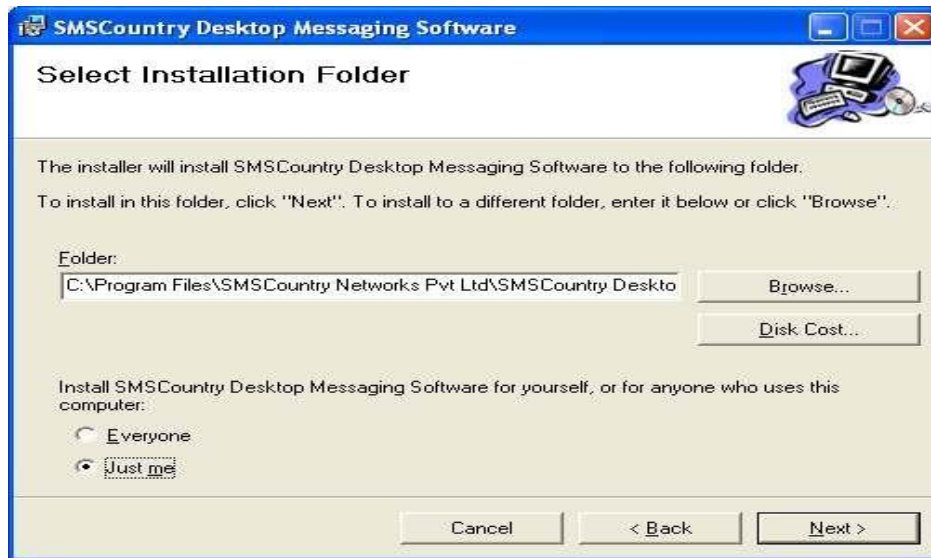 SMSCountry Desktop Messaging Software
Select Installation Folder
The installer will install SMSCountry Desktop Messaging Software to the following folder.
To install in this folder, click "Next". To install to a different folder, enter it below or click "Browse".
Folder:
C:\Program Files\SMSCountry Networks Pvt Ltd\SMSCountry Deskto
Browse...
Disk Cost...
Install SMSCountry Desktop Messaging Software for yourself, or for anyone who uses this
computer:
Everyone
Just me
Cancel
< Back
Next >